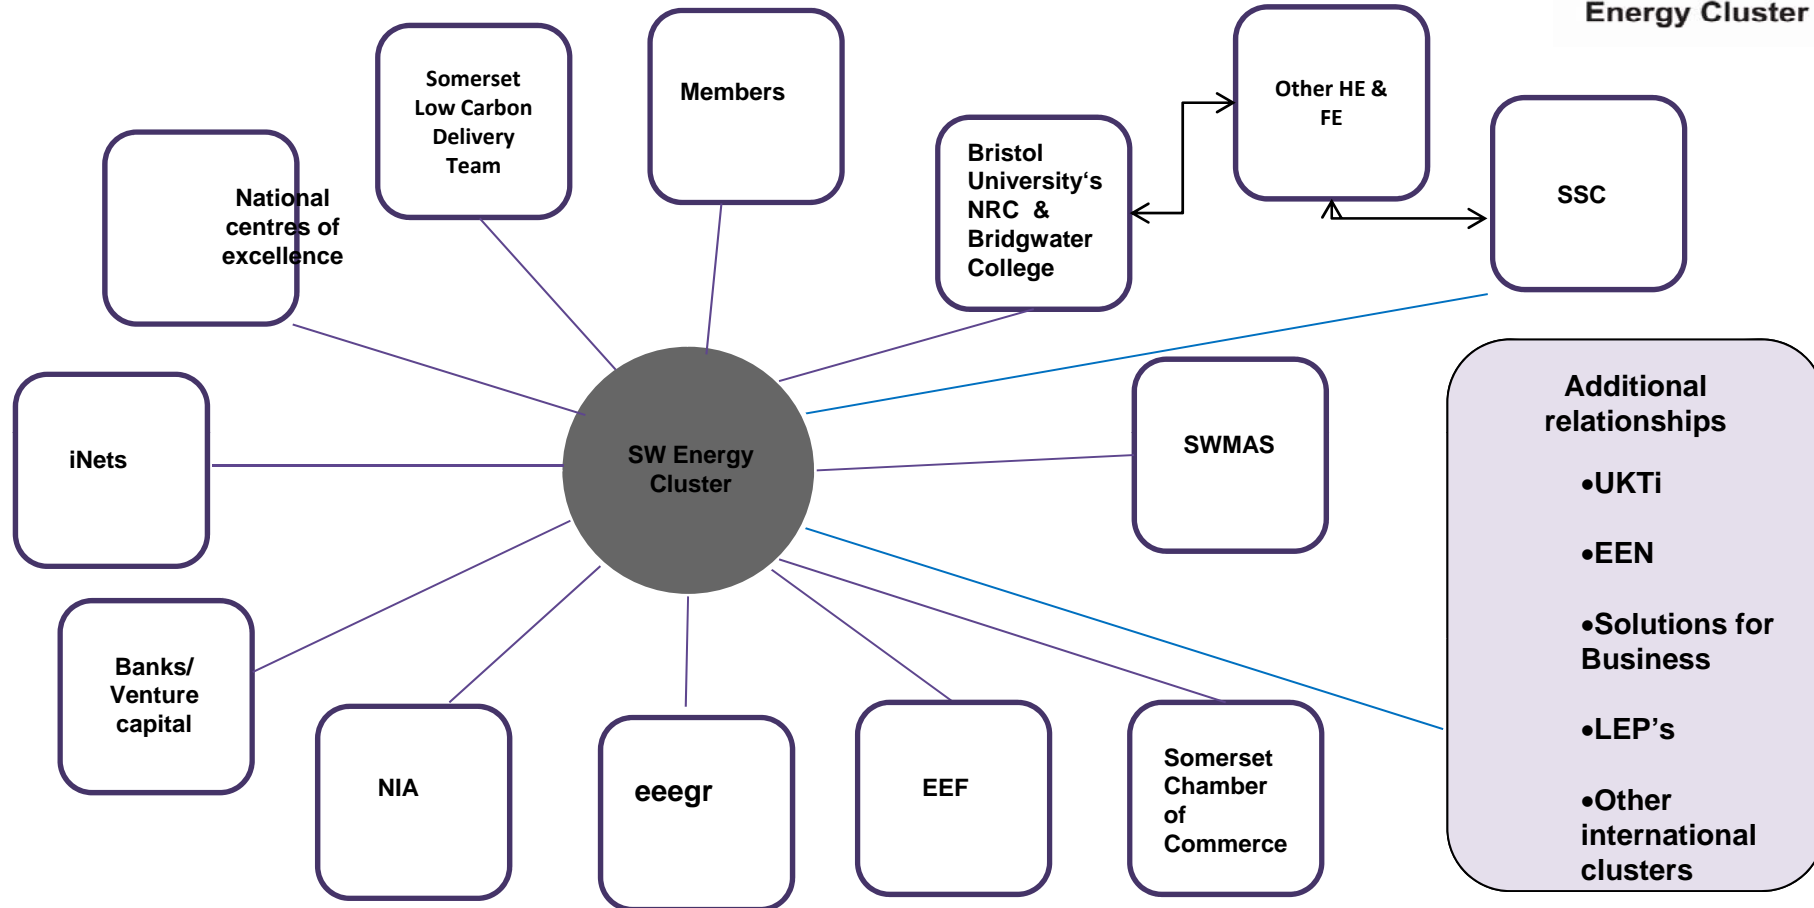 Energy Cluster
Somerset
Low Carbon
Delivery
Team
Members
Other HE &
FE
Bristol
University‘s
NRC &
Bridgwater
College
SSC
National
centres of
excellence
iNets
SW Energy
Cluster
SWMAS
Additional
relationships
•UKTi
•EEN
•Solutions for
Business
•LEP’s
•Other
international
clusters
Banks/
Venture
capital
NIA
eeegr
EEF
Somerset
Chamber
of
Commerce